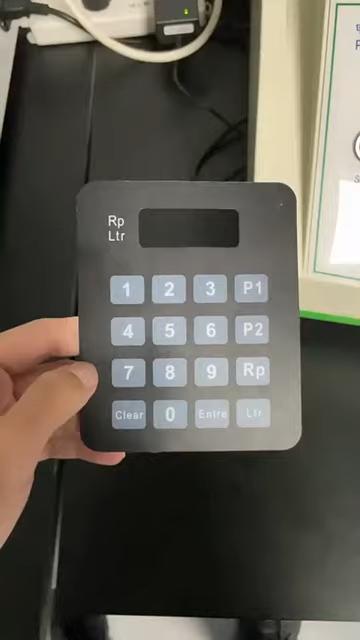 Rp
Ltr
1 2 3 P1
4 5 6 P2
7 8 9 Rp
Clear 0 Entre Ltr